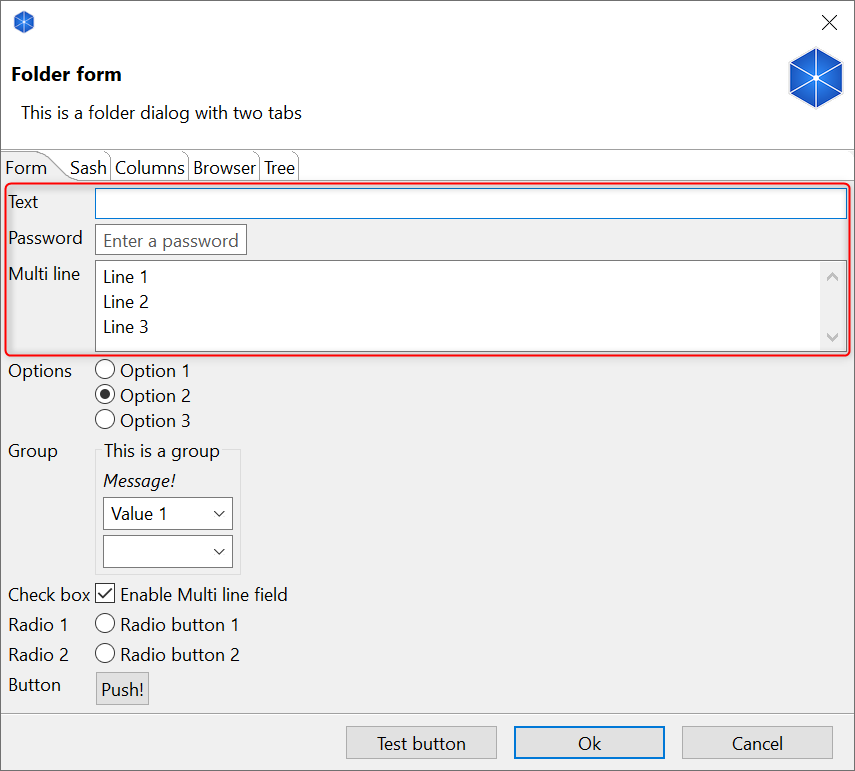 Folder form
This is a folder dialog with two tabs
Form Sash Columns Browser Tree
Text
Password Enter a password
Multi line Line 1
Line 2
Line 3
Options Option 1
Option 2
Option 3
Group This is a group
Message!
Value 1
Check box Enable Multi line field
Radio 1 Radio button 1
Radio 2 Radio button 2
Button Push!
Test button Ok Cancel